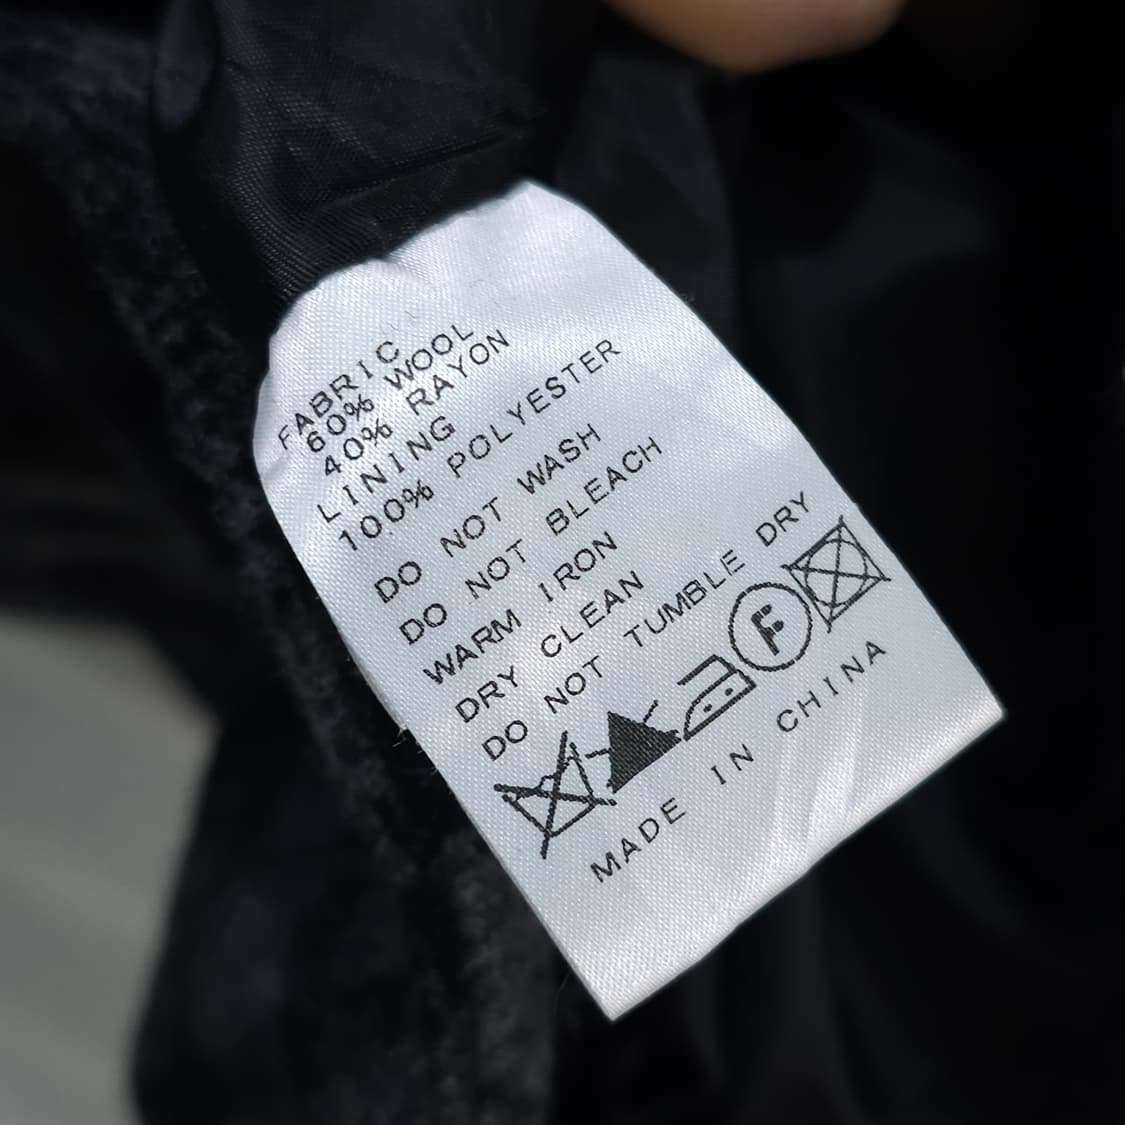 FABRIC
60% WOOL
40% RAYON
LINING
100% POLYESTER
DO NOT WASH
DO NOT BLEACH
WARM IRON
DRY CLEAN
DO NOT TUMBLE DRY
F
MADE IN CHINA